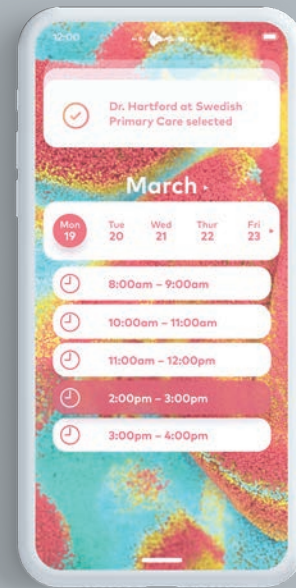 12:00
Dr. Hartford at Swedish
Primary Care selected
March
Mon Tue Wed Thur Fri
19 20 21 22 23
8:00am – 9:00am
10:00am – 11:00am
11:00am – 12:00pm
2:00pm – 3:00pm
3:00pm – 4:00pm